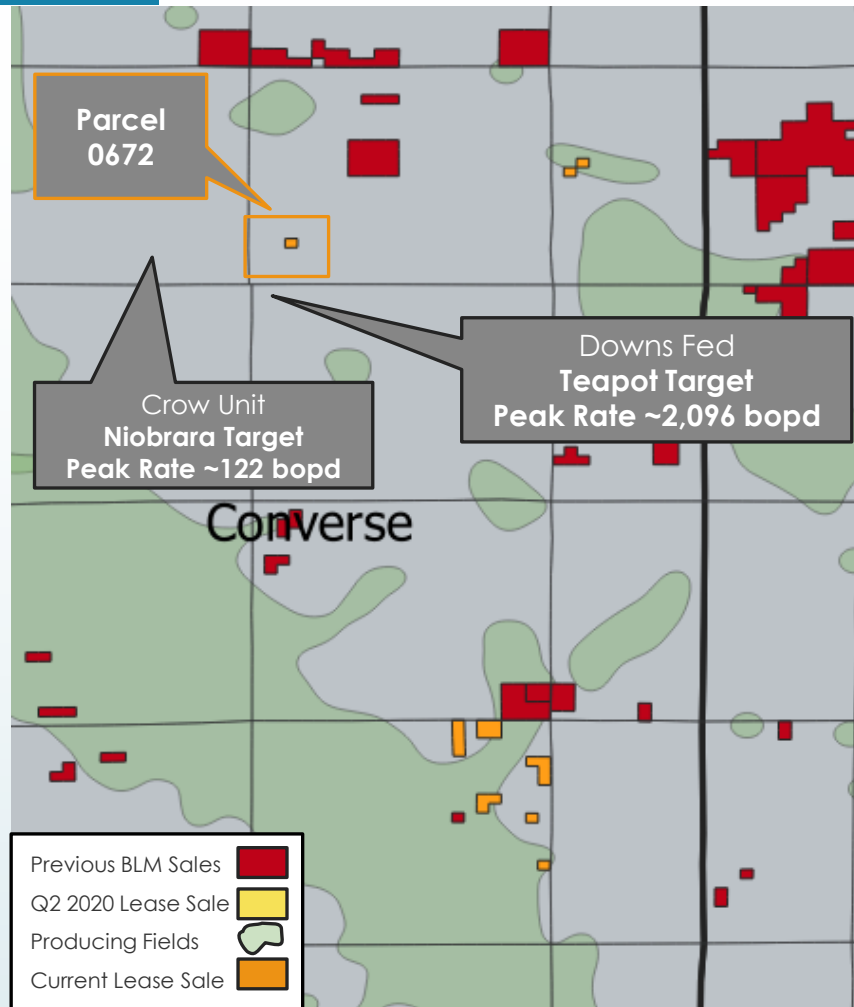 Parcel
0672
Downs Fed
Teapot Target
Peak Rate ~2,096 bopd
Crow Unit
Niobrara Target
Peak Rate ~122 bopd
Converse
Previous BLM Sales
Q2 2020 Lease Sale
Producing Fields
Current Lease Sale